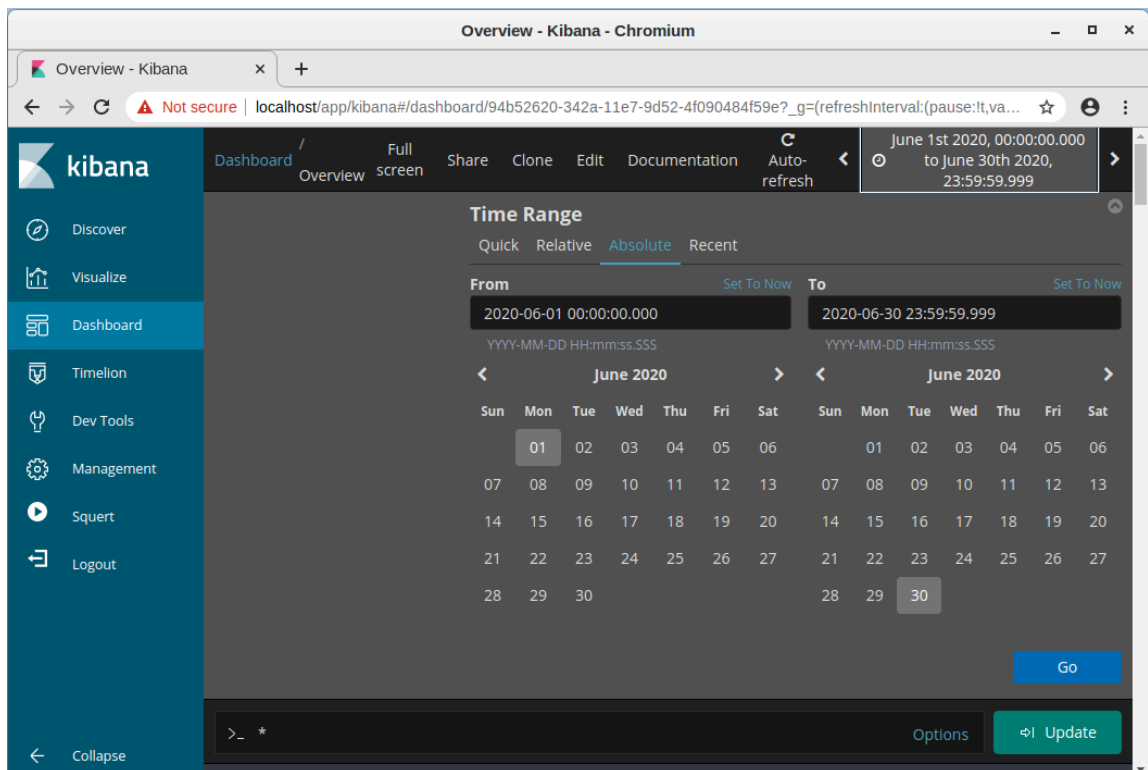 Overview - Kibana - Chromium
Overview - Kibana
Not secure
localhost/app/kibana#/dashboard/94b52620-342a-11e7-9d52-4f090484f59e?_g=(refreshInterval:(pause:!t,va...
kibana
Discover
Visualize
Dashboard
Timelion
Dev Tools
Management
Squert
Logout
Collapse
Dashboard / Overview
Full screen
Share
Clone
Edit
Documentation
Auto-refresh
June 1st 2020, 00:00:00.000
to June 30th 2020,
23:59:59.999
Time Range
Quick Relative Absolute Recent
From Set To Now
2020-06-01 00:00:00.000
YYYY-MM-DD HH:mm:ss.SSS
June 2020
Sun Mon Tue Wed Thu Fri Sat
01 02 03 04 05 06
07 08 09 10 11 12 13
14 15 16 17 18 19 20
21 22 23 24 25 26 27
28 29 30
To Set To Now
2020-06-30 23:59:59.999
YYYY-MM-DD HH:mm:ss.SSS
June 2020
Sun Mon Tue Wed Thu Fri Sat
01 02 03 04 05 06
07 08 09 10 11 12 13
14 15 16 17 18 19 20
21 22 23 24 25 26 27
28 29 30
Go
>_ *
Options
Update